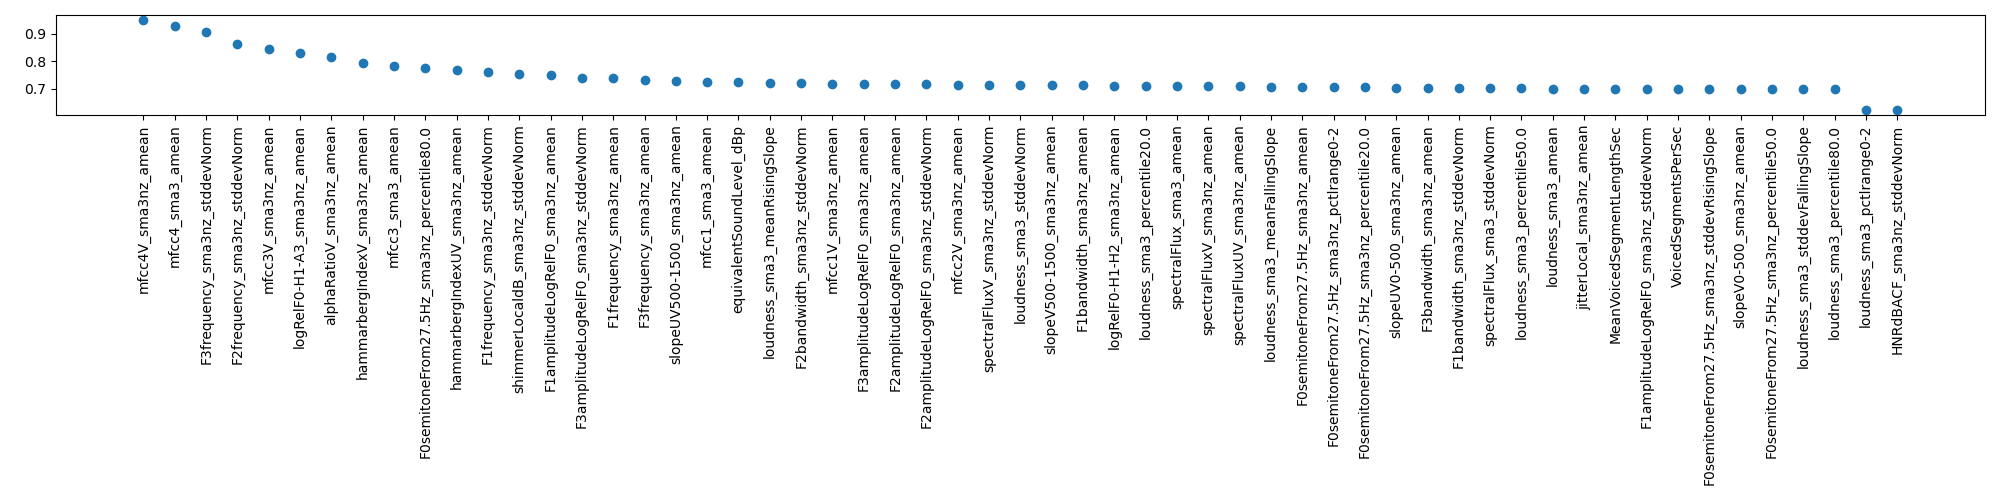 0.9
0.8
0.7
mfcc4V_sma3nz_amean
mfcc4_sma3_amean
F3frequency_sma3nz_stddevNorm
F2frequency_sma3nz_stddevNorm
mfcc3V_sma3nz_amean
logRelF0-H1-A3_sma3nz_amean
alphaRatioV_sma3nz_amean
hammarbergIndexV_sma3nz_amean
mfcc3_sma3_amean
F0semitoneFrom27.5Hz_sma3nz_percentile80.0
hammarbergIndexUV_sma3nz_amean
F1frequency_sma3nz_stddevNorm
shimmerLocaldB_sma3nz_stddevNorm
F1amplitudeLogRelF0_sma3nz_amean
F3amplitudeLogRelF0_sma3nz_stddevNorm
F1frequency_sma3nz_amean
F3frequency_sma3nz_amean
slopeUV500-1500_sma3nz_amean
mfcc1_sma3_amean
equivalentSoundLevel_dBp
loudness_sma3_meanRisingSlope
F2bandwidth_sma3nz_stddevNorm
mfcc1V_sma3nz_amean
F3amplitudeLogRelF0_sma3nz_amean
F2amplitudeLogRelF0_sma3nz_amean
F2amplitudeLogRelF0_sma3nz_stddevNorm
mfcc2V_sma3nz_amean
spectralFluxV_sma3nz_stddevNorm
loudness_sma3_stddevNorm
slopeV500-1500_sma3nz_amean
F1bandwidth_sma3nz_amean
logRelF0-H1-H2_sma3nz_amean
loudness_sma3_percentile20.0
spectralFlux_sma3_amean
spectralFluxV_sma3nz_amean
spectralFluxUV_sma3nz_amean
loudness_sma3_meanFallingSlope
F0semitoneFrom27.5Hz_sma3nz_amean
F0semitoneFrom27.5Hz_sma3nz_pctlrange0-2
F0semitoneFrom27.5Hz_sma3nz_percentile20.0
slopeUV0-500_sma3nz_amean
F3bandwidth_sma3nz_amean
F1bandwidth_sma3nz_stddevNorm
spectralFlux_sma3_stddevNorm
loudness_sma3_percentile50.0
loudness_sma3_amean
jitterLocal_sma3nz_amean
MeanVoicedSegmentLengthSec
F1amplitudeLogRelF0_sma3nz_stddevNorm
VoicedSegmentsPerSec
F0semitoneFrom27.5Hz_sma3nz_stddevRisingSlope
slopeV0-500_sma3nz_amean
F0semitoneFrom27.5Hz_sma3nz_percentile50.0
loudness_sma3_stddevFallingSlope
loudness_sma3_percentile80.0
loudness_sma3_pctlrange0-2
HNRdBACF_sma3nz_stddevNorm